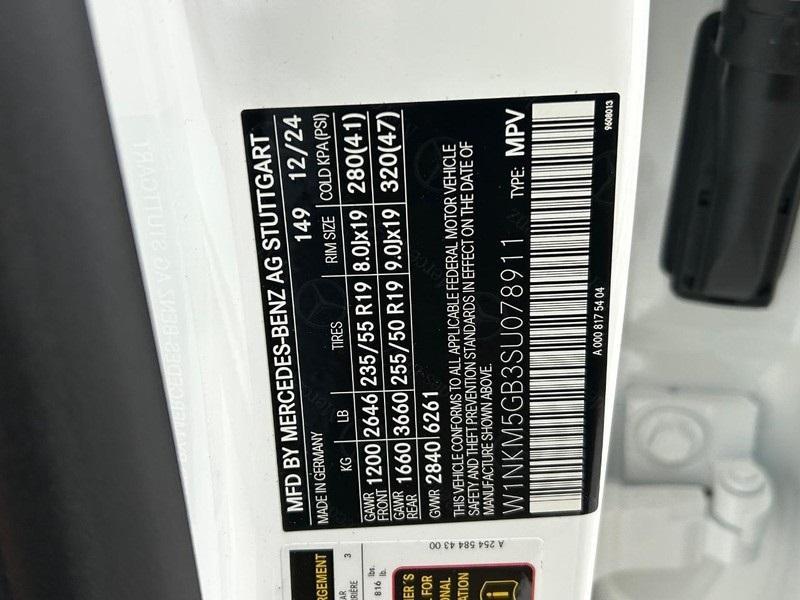 MFD BY MERCEDES-BENZ AG STUTTGART
MADE IN GERMANY 149 12/24
KG LB TIRES RIM SIZE COLD KPA(PSI)
GAWR FRONT 1200 2646 235/55 R19 8.0Jx19 280(41)
GAWR REAR 1660 3660 255/50 R19 9.0Jx19 320(47)
GVWR 2840 6261
THIS VEHICLE CONFORMS TO ALL APPLICABLE FEDERAL MOTOR VEHICLE
SAFETY AND THEFT PREVENTION STANDARDS IN EFFECT ON THE DATE OF
MANUFACTURE SHOWN ABOVE.
W1NKM5GB3SU078911 TYPE: MPV
A 000 817 54 04
9608013
A 254 584 43 00
3
816 lb.
lbs.